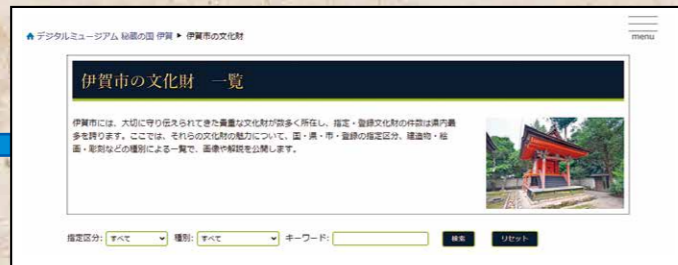 デジタルミュージアム 秘蔵の国 伊賀 ▶ 伊賀市の文化財
menu
伊賀市の文化財　一覧
伊賀市には、大切に守り伝えられてきた貴重な文化財が数多く所在し、指定・登録文化財の件数は県内最
多を誇ります。ここでは、それらの文化財の魅力について、国・県・市・登録の指定区分、建造物・絵
画・彫刻などの種別による一覧で、画像や解説を公開します。
指定区分: すべて 種別: すべて キーワード: 検索 リセット